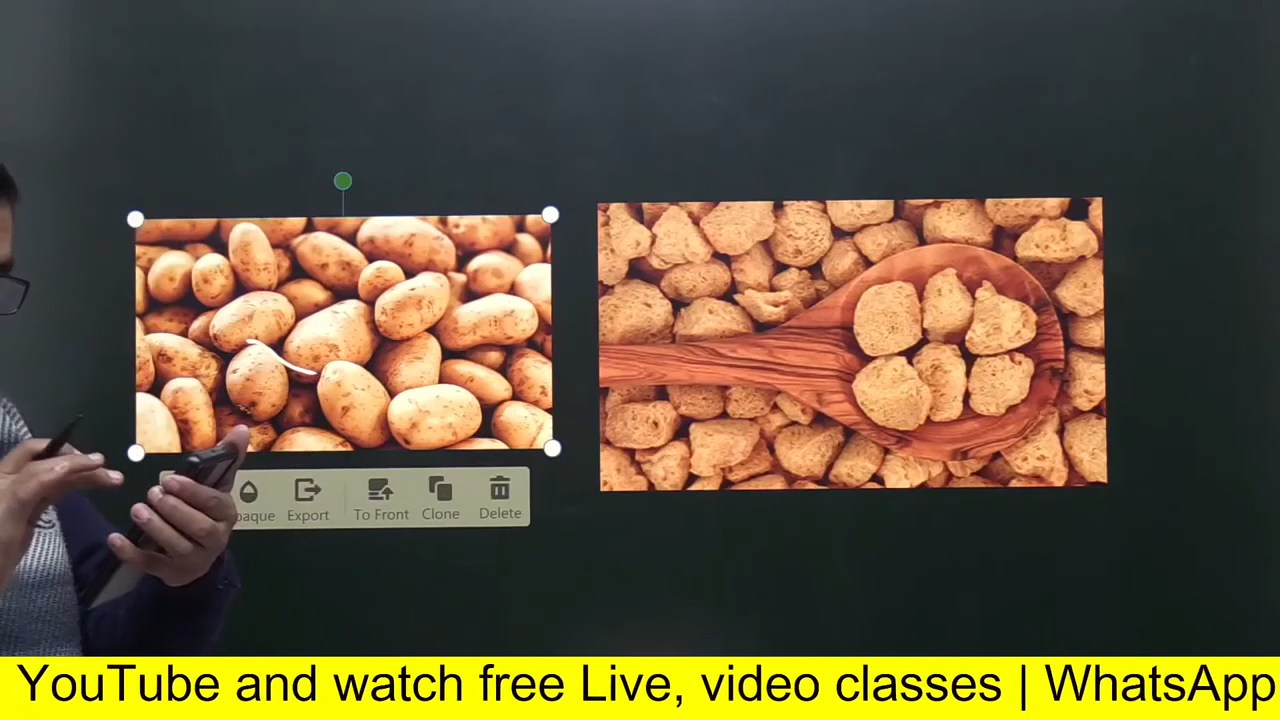 paque Export To Front Clone Delete
YouTube and watch free Live, video classes | WhatsApp